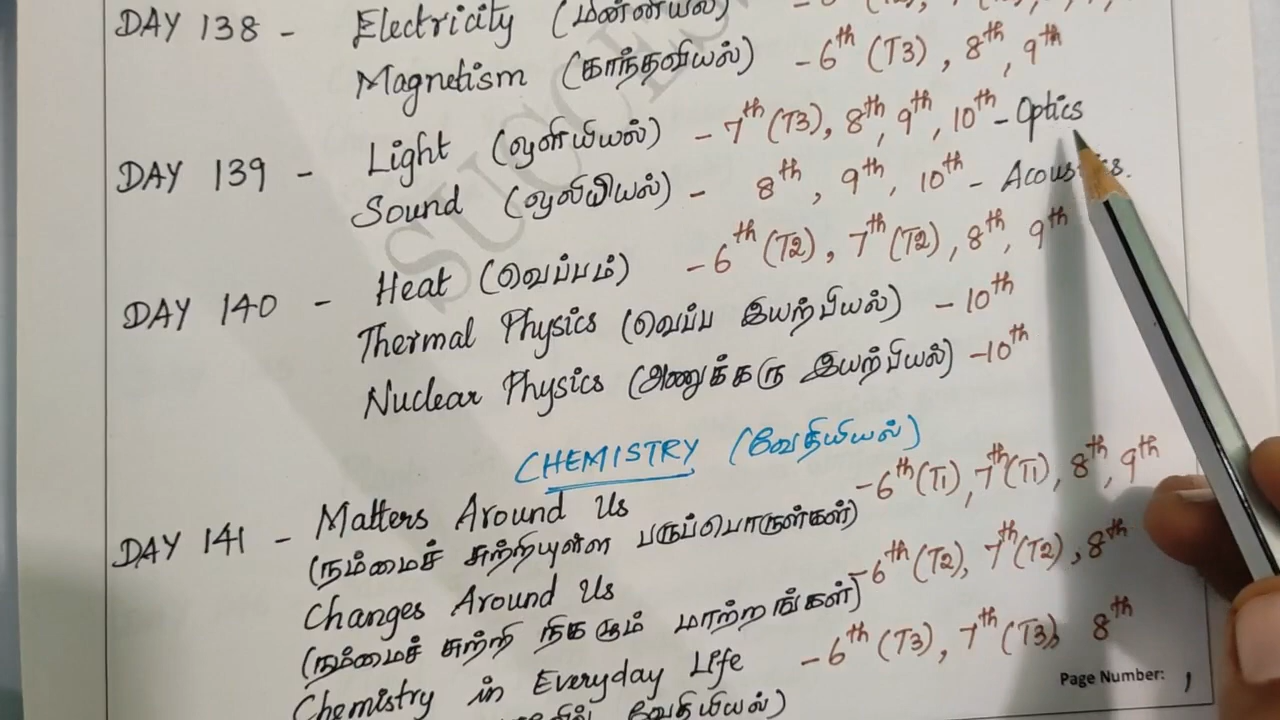 DAY 138 - Electricity (மின்னியல்)
Magnetism (காந்தவியல்) - 6th (T3), 8th, 9th
DAY 139 - Light (ஒளியியல்) - 7th (T3), 8th, 9th, 10th - Optics
Sound (ஒலியியல்) - 8th, 9th, 10th - Acoustics.
DAY 140 - Heat (வெப்பம்) - 6th (T2), 7th (T2), 8th, 9th
Thermal Physics (வெப்ப இயற்பியல்) - 10th
Nuclear Physics (அணுக்கரு இயற்பியல்) - 10th
CHEMISTRY (வேதியியல்)
DAY 141 - Matters Around Us - 6th (T1), 7th (T1), 8th, 9th
(நம்மைச் சுற்றியுள்ள பருப்பொருள்கள்)
Changes Around Us - 6th (T2), 7th (T2), 8th
(நம்மைச் சுற்றி நிகழும் மாற்றங்கள்)
Chemistry in Everyday Life - 6th (T3), 7th (T3), 8th
வேதியியல்)
Page Number: